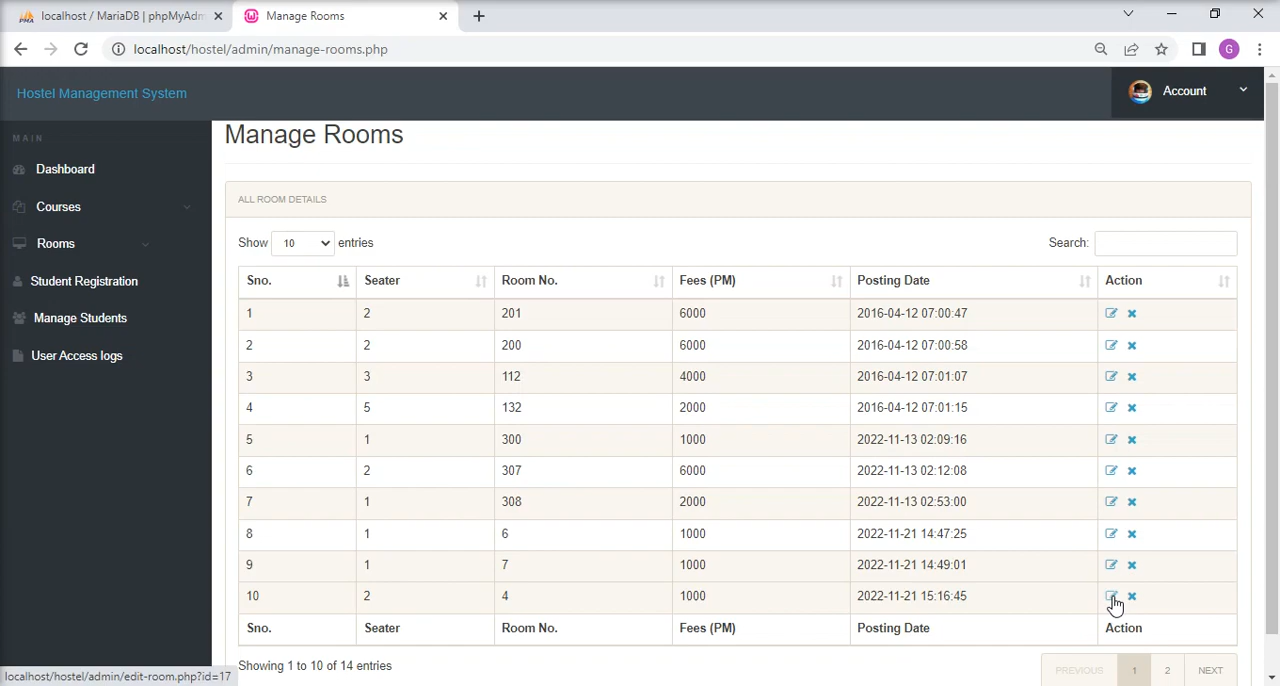 localhost / MariaDB | phpMyAdm
Manage Rooms
localhost/hostel/admin/manage-rooms.php
G
Hostel Management System
Account
MAIN
Dashboard
Courses
Rooms
Student Registration
Manage Students
User Access logs
Manage Rooms
ALL ROOM DETAILS
Show 10 entries
Search:
Sno. Seater Room No. Fees (PM) Posting Date Action
1 2 201 6000 2016-04-12 07:00:47
2 2 200 6000 2016-04-12 07:00:58
3 3 112 4000 2016-04-12 07:01:07
4 5 132 2000 2016-04-12 07:01:15
5 1 300 1000 2022-11-13 02:09:16
6 2 307 6000 2022-11-13 02:12:08
7 1 308 2000 2022-11-13 02:53:00
8 1 6 1000 2022-11-21 14:47:25
9 1 7 1000 2022-11-21 14:49:01
10 2 4 1000 2022-11-21 15:16:45
Sno. Seater Room No. Fees (PM) Posting Date Action
Showing 1 to 10 of 14 entries
PREVIOUS 1 2 NEXT
localhost/hostel/admin/edit-room.php?id=17